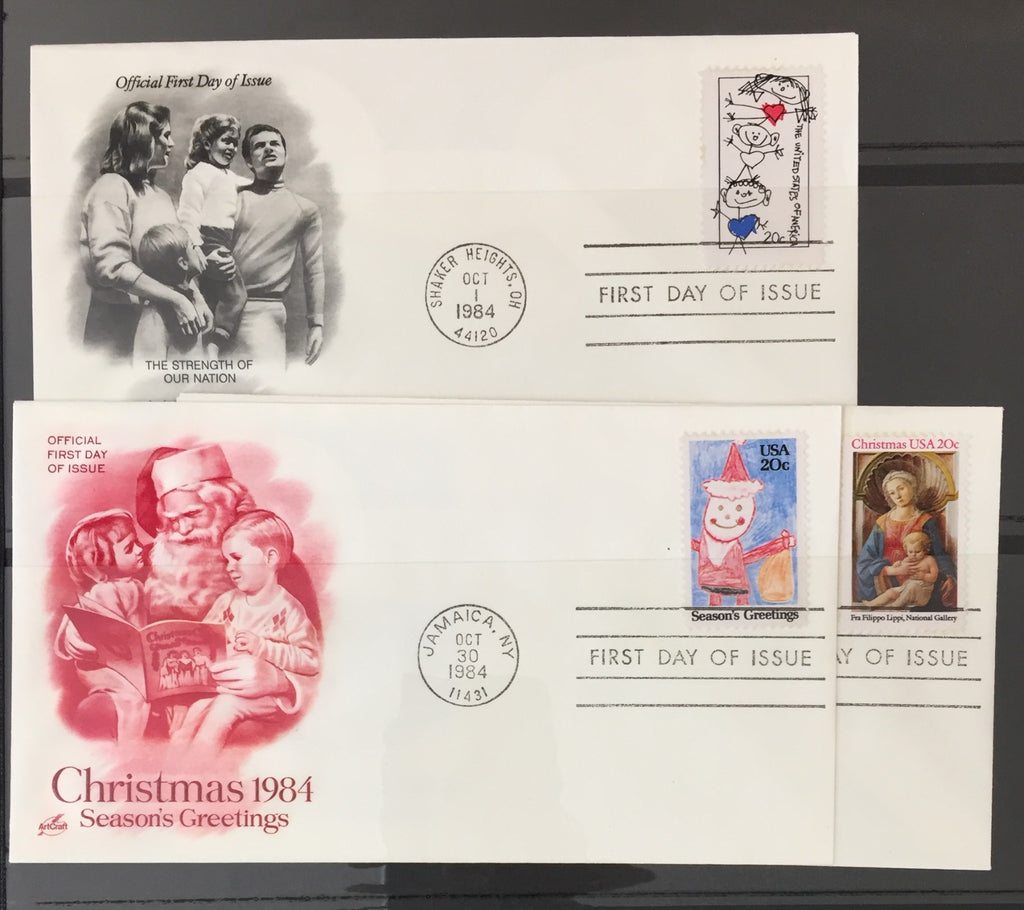 Official First Day of Issue
THE STRENGTH OF
OUR NATION
SHAKER HEIGHTS, OH
OCT
1
1984
44120
THE UNITED STATES OF AMERICA
20c
FIRST DAY OF ISSUE
OFFICIAL
FIRST DAY
OF ISSUE
Christmas 1984
Season's Greetings
ArtCraft
JAMAICA, NY
OCT
30
1984
11431
USA
20c
Season's Greetings
FIRST DAY OF ISSUE
Christmas USA 20c
Fra Filippo Lippi, National Gallery
AY OF ISSUE